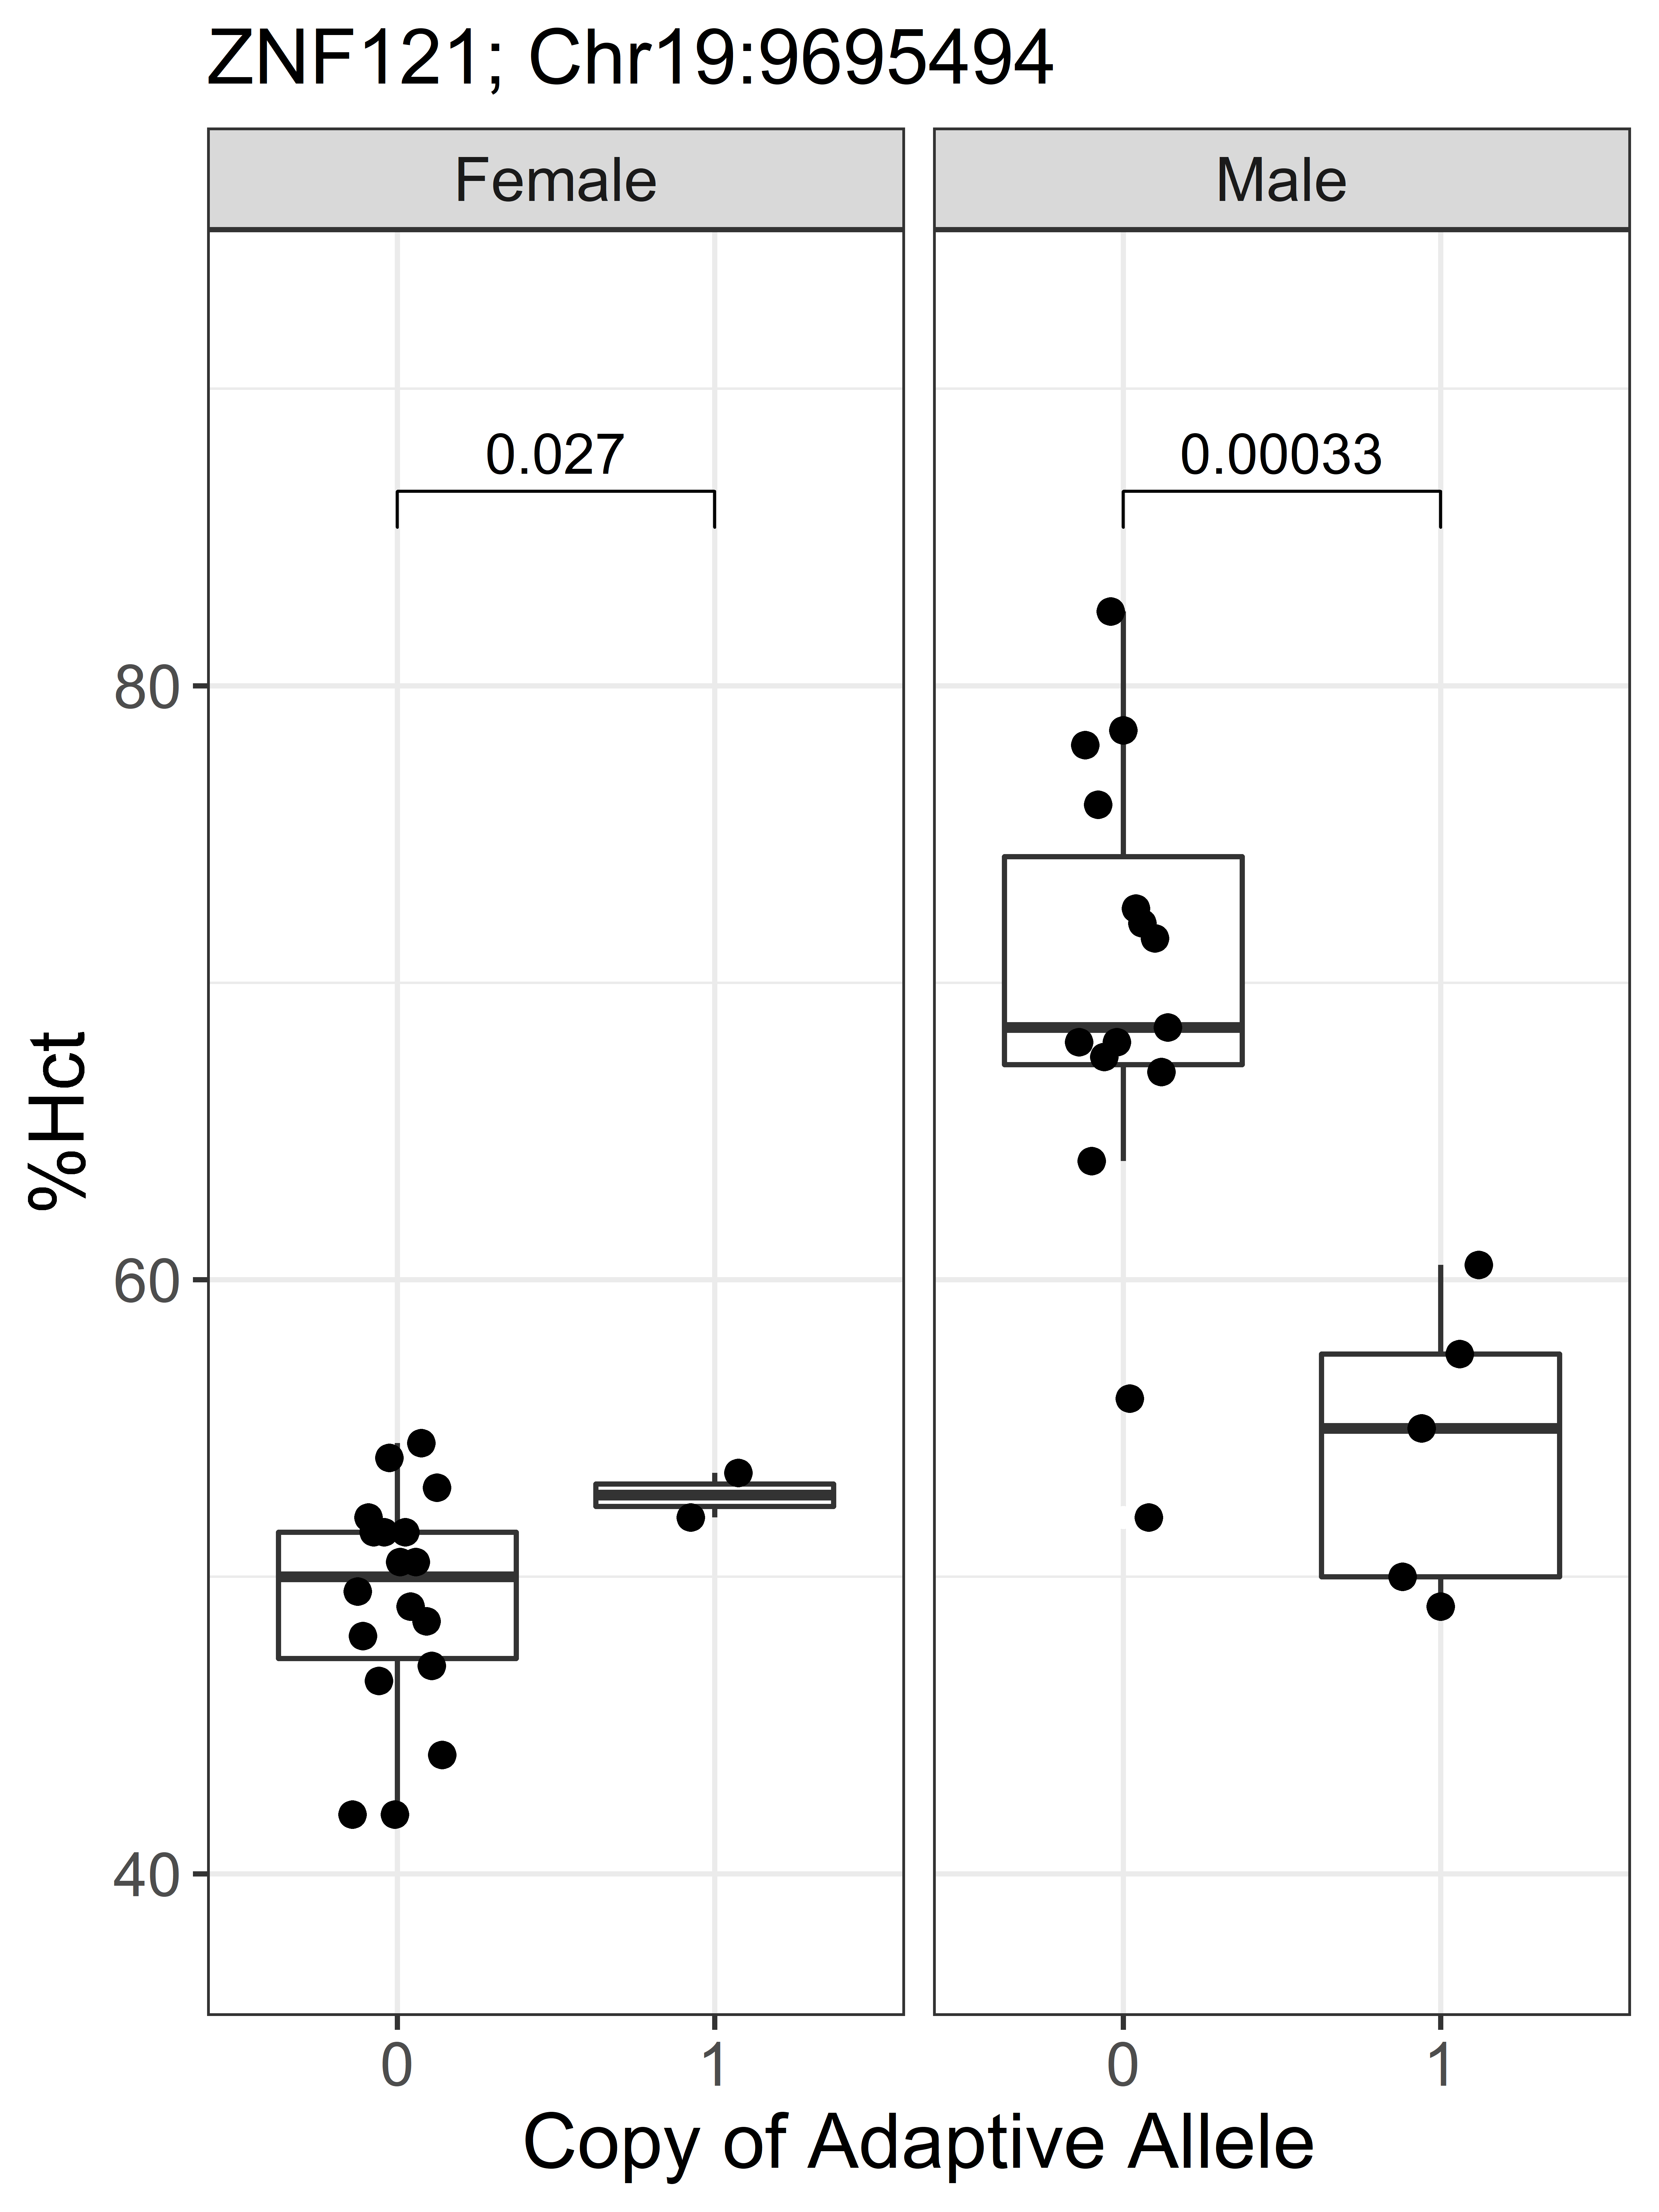 ZNF121; Chr19:9695494
Female
Male
0.027
0.00033
80
60
40
%Hct
0
1
0
1
Copy of Adaptive Allele